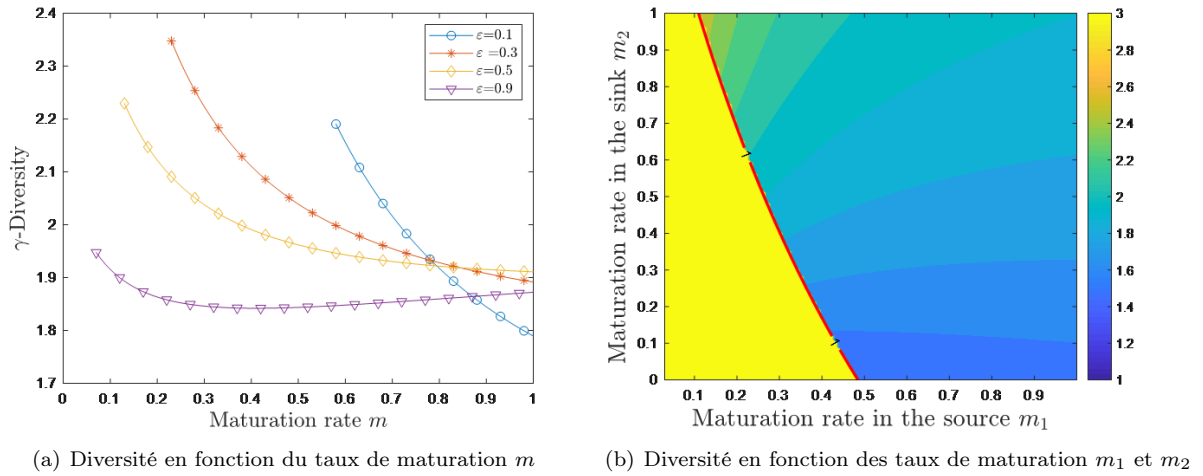 2.4
2.3
2.2
2.1
2
1.9
1.8
1.7
0 0.1 0.2 0.3 0.4 0.5 0.6 0.7 0.8 0.9 1
γ-Diversity
Maturation rate m
ε=0.1
ε =0.3
ε=0.5
ε=0.9
(a) Diversité en fonction du taux de maturation m
1
0.9
0.8
0.7
0.6
0.5
0.4
0.3
0.2
0.1
0
0.1 0.2 0.3 0.4 0.5 0.6 0.7 0.8 0.9
Maturation rate in the sink m₂
Maturation rate in the source m₁
3
2.8
2.6
2.4
2.2
2
1.8
1.6
1.4
1.2
1
(b) Diversité en fonction des taux de maturation m₁ et m₂